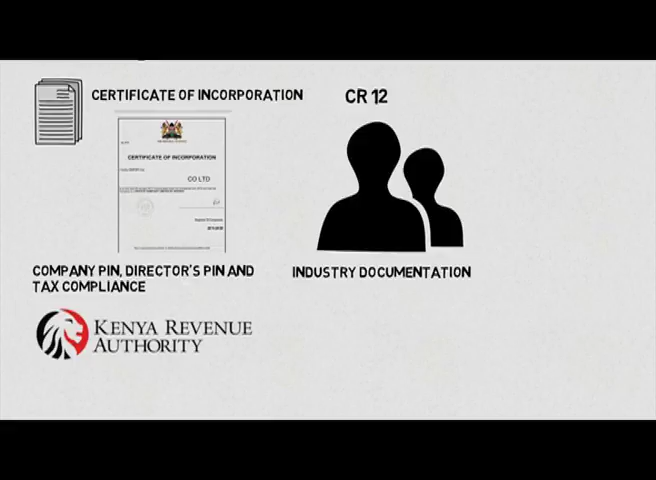 CERTIFICATE OF INCORPORATION
CR 12
CERTIFICATE OF INCORPORATION
CO LTD
COMPANY PIN, DIRECTOR'S PIN AND
TAX COMPLIANCE
INDUSTRY DOCUMENTATION
KENYA REVENUE
AUTHORITY